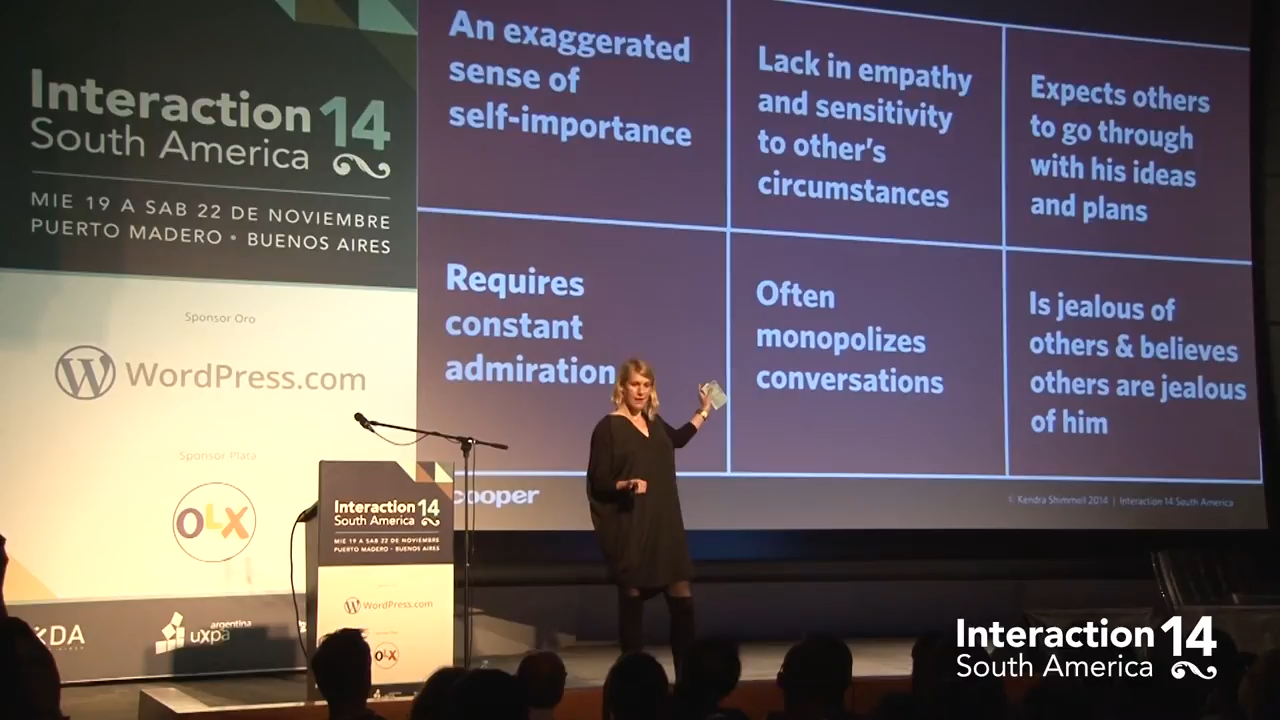 Interaction 14
South America
MIE 19 A SAB 22 DE NOVIEMBRE
PUERTO MADERO • BUENOS AIRES
Sponsor Oro
WordPress.com
Sponsor Plata
OLX
argentina
uxpa
An exaggerated
sense of
self-importance
Lack in empathy
and sensitivity
to other's
circumstances
Expects others
to go through
with his ideas
and plans
Requires
constant
admiration
Often
monopolizes
conversations
Is jealous of
others & believes
others are jealous
of him
cooper
© Kendra Shimmell 2014 | Interaction 14 South America
Interaction 14
South America
MIE 19 A SAB 22 DE NOVIEMBRE
PUERTO MADERO • BUENOS AIRES
WordPress.com
OLX
Interaction 14
South America